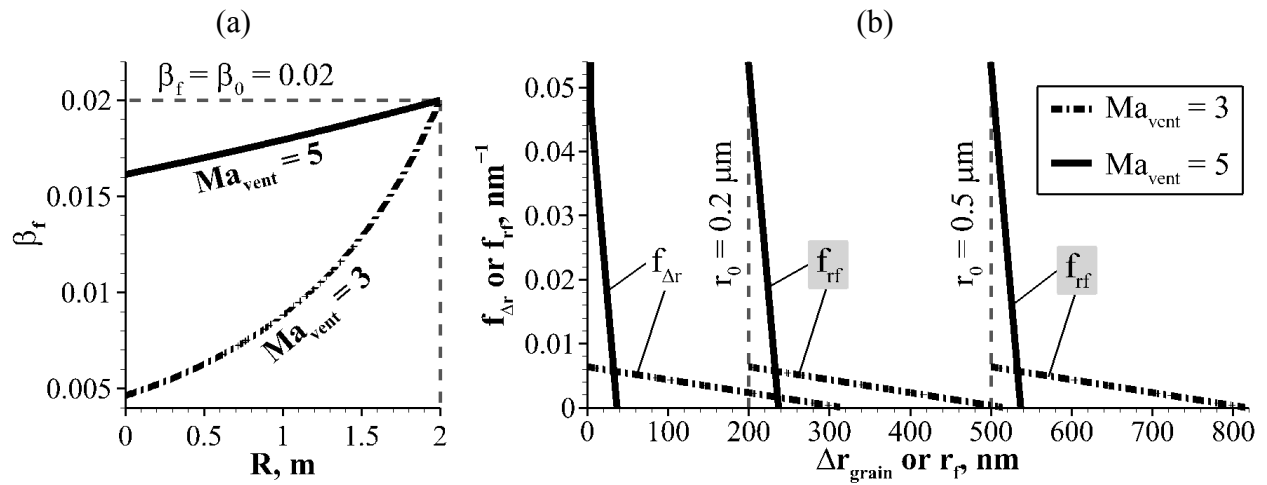 (a)
β_f = β_0 = 0.02
0.02
0.015
0.01
0.005
β_f
Ma_vent = 5
Ma_vent = 3
0
0.5
1
1.5
2
R, m
(b)
f_Δr or f_rf, nm⁻¹
0.05
0.04
0.03
0.02
0.01
0
f_Δr
r_0 = 0.2 μm
f_rf
r_0 = 0.5 μm
f_rf
Ma_vent = 3
Ma_vent = 5
0
100
200
300
400
500
600
700
800
Δr_grain or r_f, nm